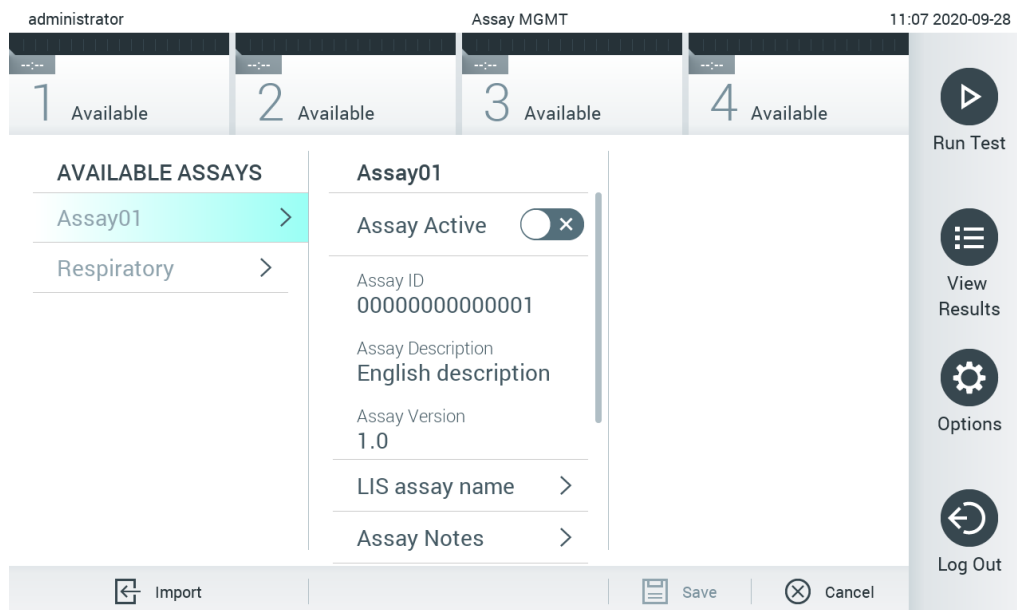 administrator
Assay MGMT
11:07 2020-09-28
--:--
1 Available
--:--
2 Available
--:--
3 Available
--:--
4 Available
AVAILABLE ASSAYS
Assay01
Respiratory
Assay01
Assay Active
Assay ID
00000000000001
Assay Description
English description
Assay Version
1.0
LIS assay name
Assay Notes
Run Test
View
Results
Options
Log Out
Import
Save
Cancel